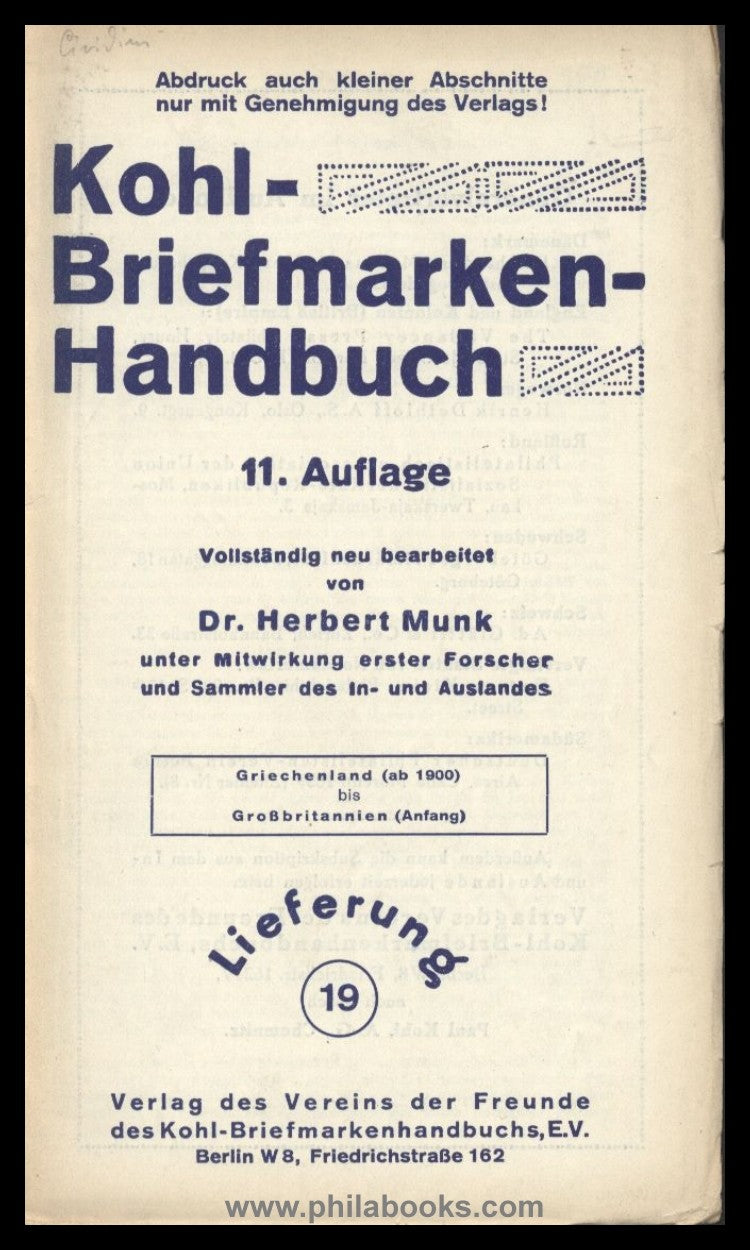 Abdruck auch kleiner Abschnitte
nur mit Genehmigung des Verlags!
Kohl-
Briefmarken-
Handbuch
11. Auflage
Vollständig neu bearbeitet
von
Dr. Herbert Munk
unter Mitwirkung erster Forscher
und Sammler des In- und Auslandes
Griechenland (ab 1900)
bis
Großbritannien (Anfang)
Lieferung
19
Verlag des Vereins der Freunde
des Kohl-Briefmarkenhandbuchs, E.V.
Berlin W 8, Friedrichstraße 162
www.philabooks.com